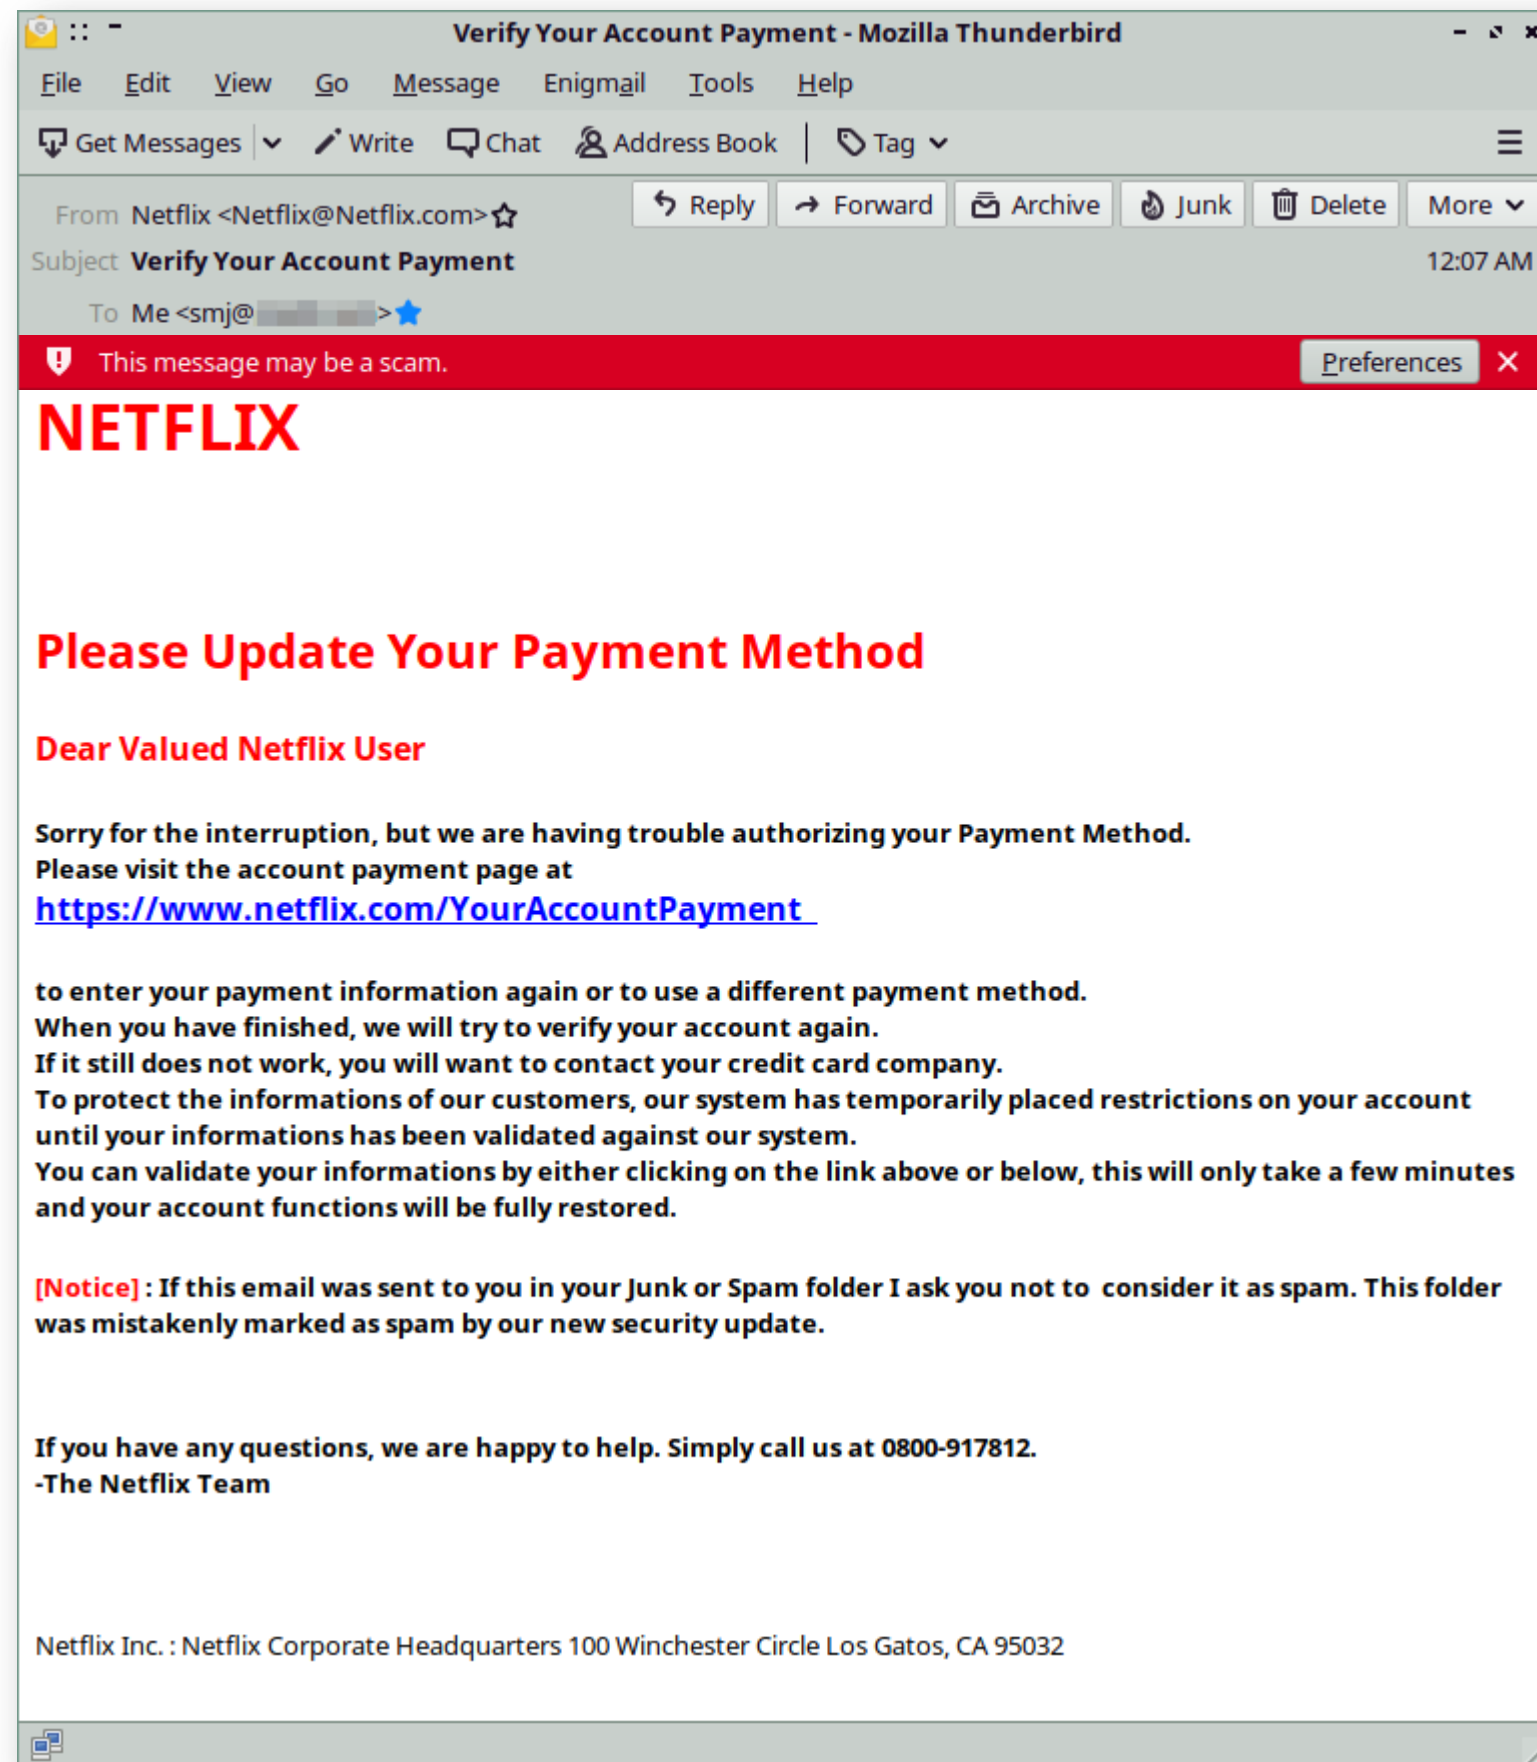 Verify Your Account Payment - Mozilla Thunderbird
File Edit View Go Message Enigmail Tools Help
Get Messages Write Chat Address Book Tag
From Netflix <Netflix@Netflix.com> Reply Forward Archive Junk Delete More
Subject Verify Your Account Payment 12:07 AM
To Me <smj@ >
This message may be a scam. Preferences
NETFLIX
Please Update Your Payment Method
Dear Valued Netflix User
Sorry for the interruption, but we are having trouble authorizing your Payment Method.
Please visit the account payment page at
https://www.netflix.com/YourAccountPayment
to enter your payment information again or to use a different payment method.
When you have finished, we will try to verify your account again.
If it still does not work, you will want to contact your credit card company.
To protect the informations of our customers, our system has temporarily placed restrictions on your account
until your informations has been validated against our system.
You can validate your informations by either clicking on the link above or below, this will only take a few minutes
and your account functions will be fully restored.
[Notice] : If this email was sent to you in your Junk or Spam folder I ask you not to  consider it as spam. This folder
was mistakenly marked as spam by our new security update.
If you have any questions, we are happy to help. Simply call us at 0800-917812.
-The Netflix Team
Netflix Inc. : Netflix Corporate Headquarters 100 Winchester Circle Los Gatos, CA 95032